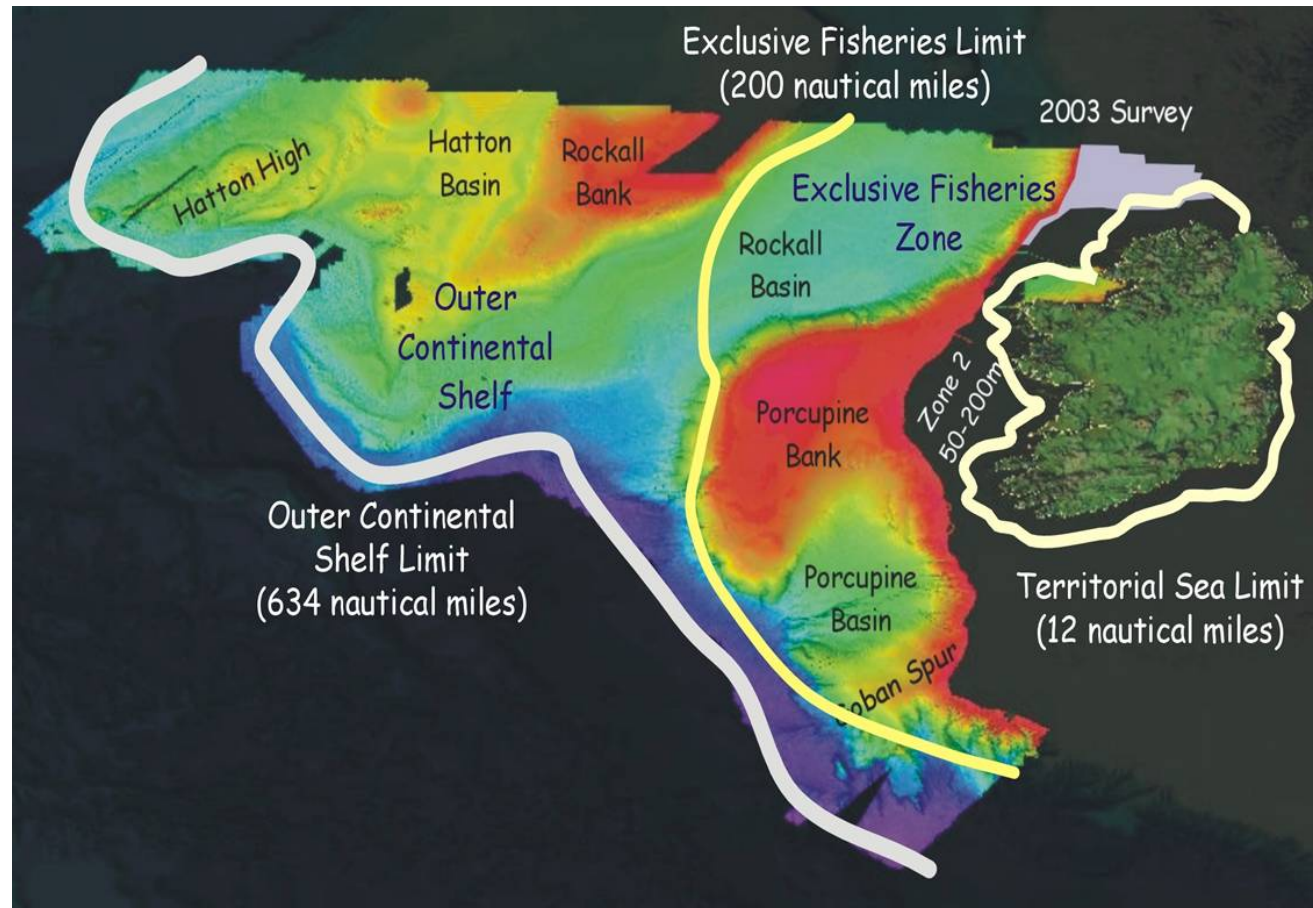 Exclusive Fisheries Limit
(200 nautical miles)
2003 Survey
Hatton High
Hatton
Basin
Rockall
Bank
Exclusive Fisheries
Zone
Rockall
Basin
Outer
Continental
Shelf
Zone 2
50-200m
Porcupine
Bank
Outer Continental
Shelf Limit
(634 nautical miles)
Porcupine
Basin
Territorial Sea Limit
(12 nautical miles)
Goban Spur